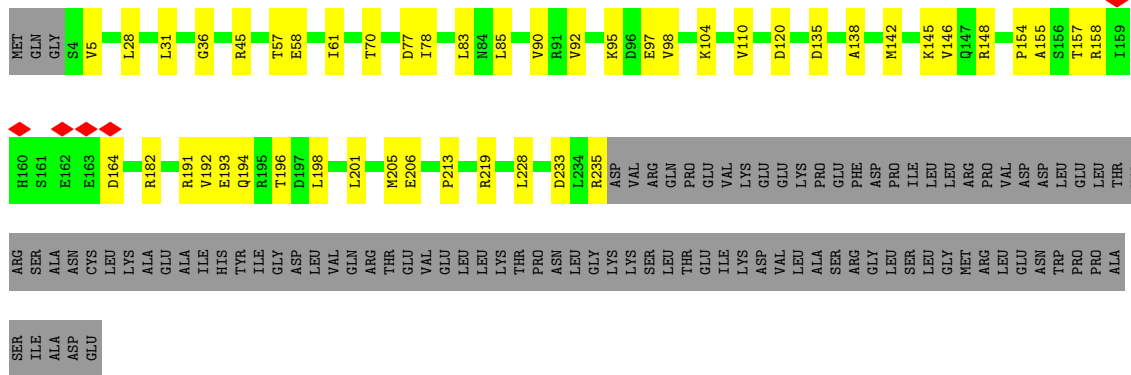 MET GLN GLY S4 V5 L28 L31 G36 R45 T57 E58 I61 T70 D77 I78 L83 N84 L85 V90 R91 V92 K95 D96 E97 V98 K104 V110 D120 D135 A138 M142 K145 V146 Q147 R148 P154 A155 S156 T157 R158 I159
H160 S161 E162 E163 D164 R182 R191 V192 E193 Q194 R195 T196 D197 L198 L201 M205 E206 P213 R219 L228 D233 L234 R235 ASP VAL ARG GLN PRO GLU VAL LYS GLU GLU LYS PRO GLU PHE ASP PRO ILE LEU LEU ARG PRO VAL ASP ASP LEU GLU LEU THR
ARG SER ALA ASN CYS LEU LYS ALA GLU ALA ILE HIS TYR ILE GLY ASP LEU VAL GLN ARG THR GLU VAL GLU LEU LEU LYS THR PRO ASN LEU GLY LYS LYS SER LEU THR GLU ILE LYS ASP VAL LEU ALA SER ARG GLY LEU SER LEU GLY MET ARG LEU GLU ASN TRP PRO PRO ALA
SER ILE ALA ASP GLU